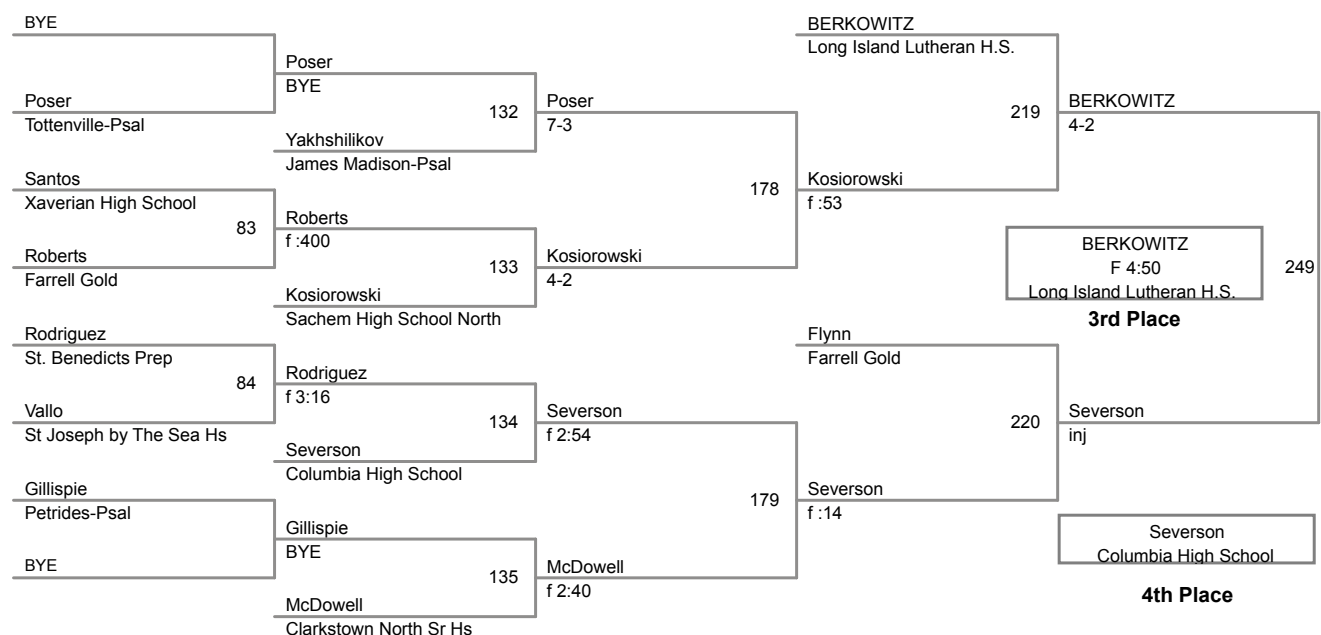 BYE
Poser
Tottenville-Psal
Santos
Xaverian High School
83
Roberts
Farrell Gold
Rodriguez
St. Benedicts Prep
84
Vallo
St Joseph by The Sea Hs
Gillispie
Petrides-Psal
BYE
Poser
BYE
132
Yakhshilikov
James Madison-Psal
Roberts
f :400
133
Kosiorowski
Sachem High School North
Rodriguez
f 3:16
134
Severson
Columbia High School
Gillispie
BYE
135
McDowell
Clarkstown North Sr Hs
Poser
7-3
178
Kosiorowski
4-2
Severson
f 2:54
179
McDowell
f 2:40
BERKOWITZ
Long Island Lutheran H.S.
219
Kosiorowski
f :53
Flynn
Farrell Gold
220
Severson
f :14
BERKOWITZ
4-2
BERKOWITZ
F 4:50
Long Island Lutheran H.S.
3rd Place
249
Severson
inj
Severson
Columbia High School
4th Place